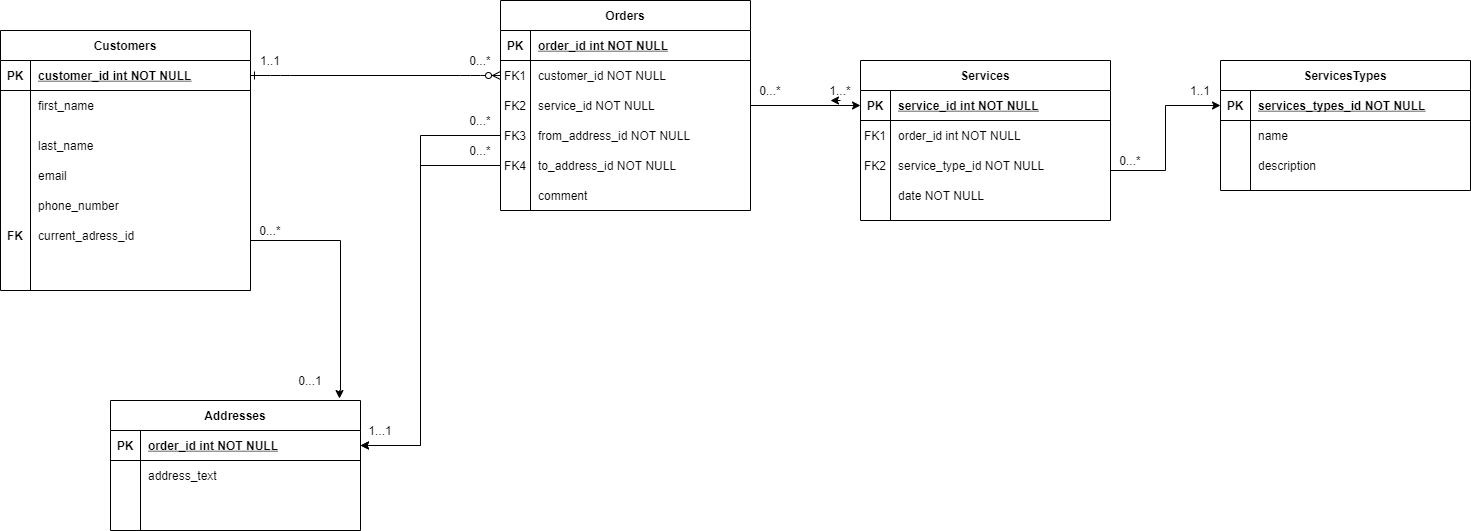 Customers
PK customer_id int NOT NULL
first_name
last_name
email
phone_number
FK current_adress_id
1..1
0...*
Orders
PK order_id int NOT NULL
FK1 customer_id NOT NULL
FK2 service_id NOT NULL
FK3 from_address_id NOT NULL
FK4 to_address_id NOT NULL
comment
0...*
0...*
0...*
1...*
Services
PK service_id int NOT NULL
FK1 order_id int NOT NULL
FK2 service_type_id NOT NULL
date NOT NULL
0...*
1..1
ServicesTypes
PK services_types_id NOT NULL
name
description
0...*
0...1
1...1
Addresses
PK order_id int NOT NULL
address_text